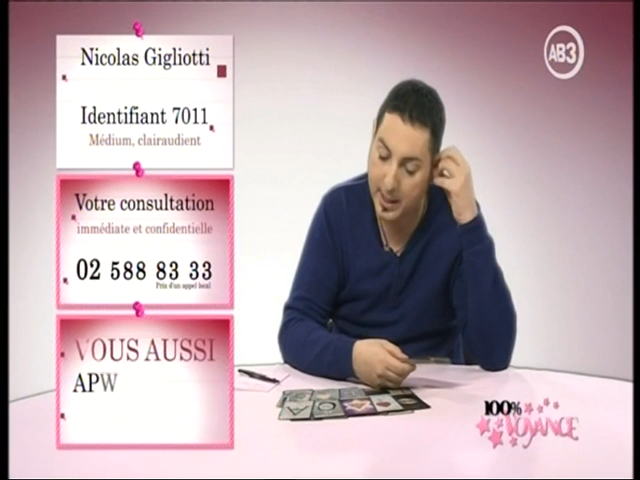 Nicolas Gigliotti
Identifiant 7011
Médium, clairaudient
Votre consultation
immédiate et confidentielle
02 588 83 33
Prix d'un appel local
VOUS AUSSI
APW
AB3
100%
VOYANCE